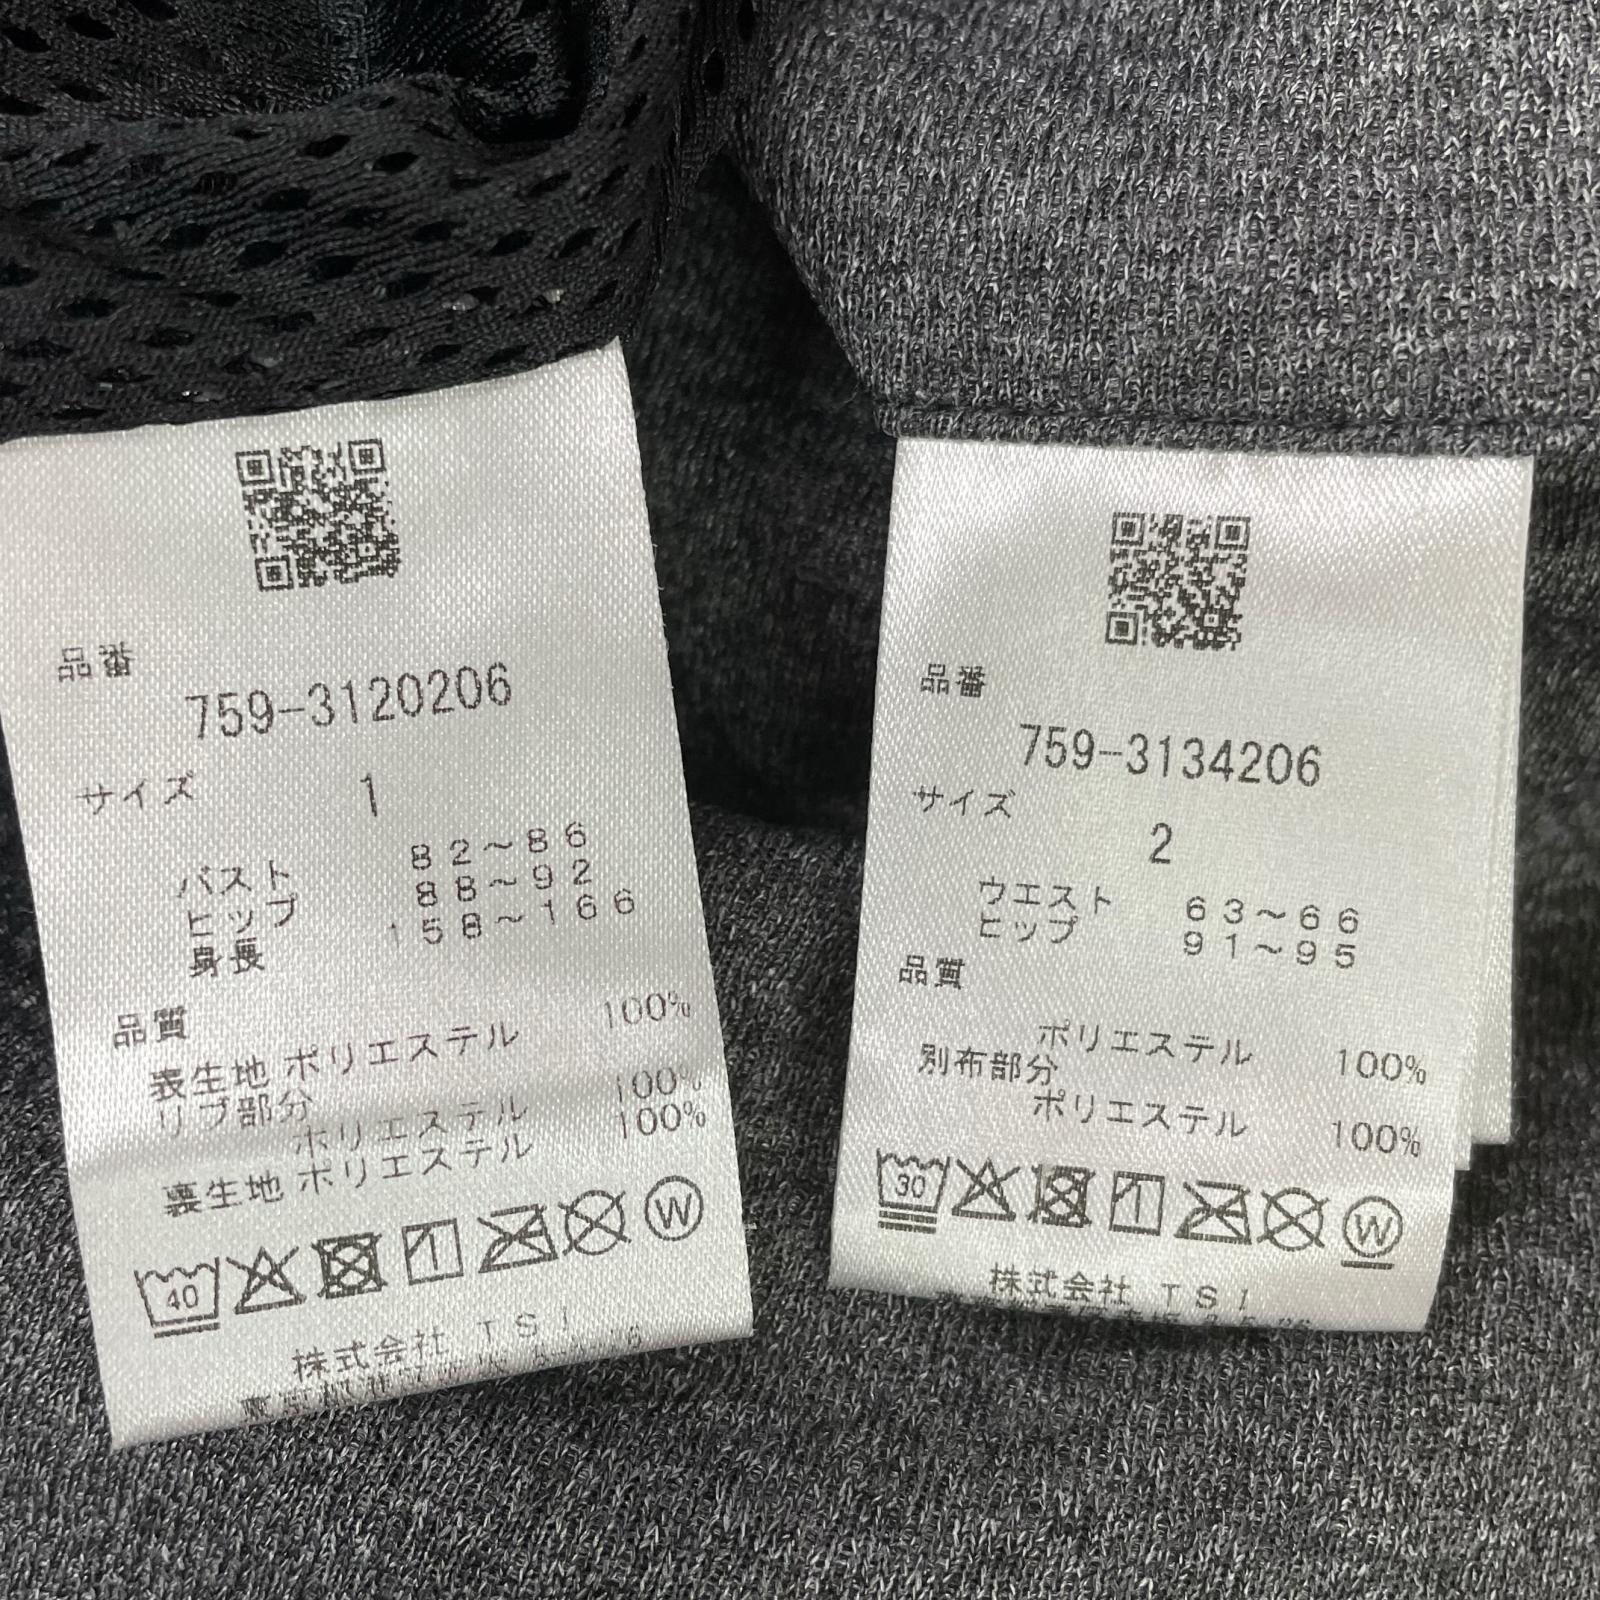 品番
759-3120206
サイズ 1
バスト 82～86
ヒップ 88～92
身長 158～166
品質
表生地 ポリエステル 100%
リブ部分
ポリエステル 100%
裏生地 ポリエステル 100%
40
W
株式会社 TSI
品番
759-3134206
サイズ
2
ウエスト 63～66
ヒップ 91～95
品質
ポリエステル 100%
別布部分
ポリエステル 100%
30
W
株式会社 TSI